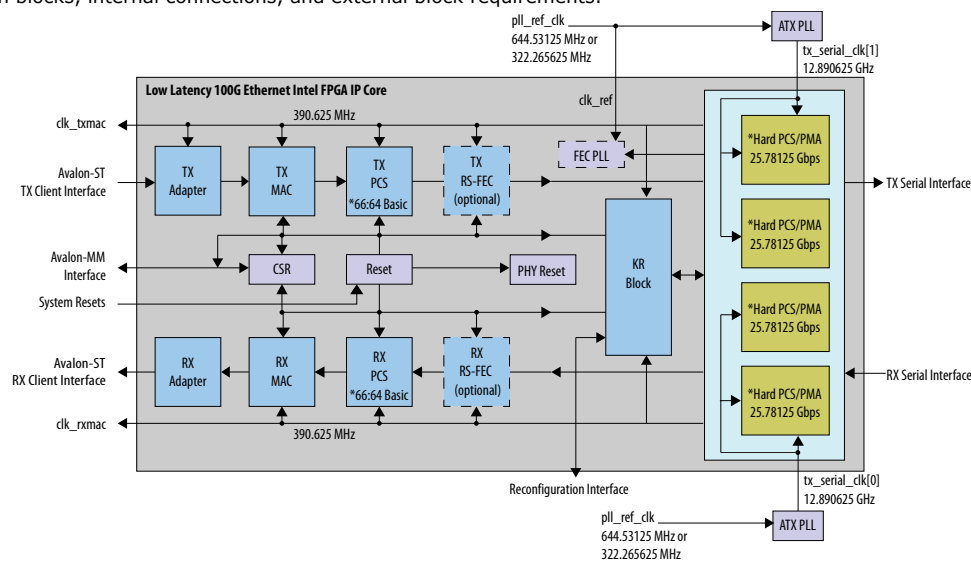 blocks, internal connections, and external block requirements.
pll_ref_clk
644.53125 MHz or
322.265625 MHz
ATX PLL
tx_serial_clk[1]
12.890625 GHz
Low Latency 100G Ethernet Intel FPGA IP Core
clk_ref
clk_txmac
390.625 MHz
*Hard PCS/PMA
25.78125 Gbps
FEC PLL
Avalon-ST
TX Client Interface
TX
Adapter
TX
MAC
TX
PCS
*66:64 Basic
TX
RS-FEC
(optional)
TX Serial Interface
*Hard PCS/PMA
25.78125 Gbps
Avalon-MM
Interface
CSR
Reset
PHY Reset
KR
Block
System Resets
*Hard PCS/PMA
25.78125 Gbps
Avalon-ST
RX Client Interface
RX
Adapter
RX
MAC
RX
PCS
*66:64 Basic
RX
RS-FEC
(optional)
RX Serial Interface
*Hard PCS/PMA
25.78125 Gbps
clk_rxmac
390.625 MHz
Reconfiguration Interface
tx_serial_clk[0]
12.890625 GHz
pll_ref_clk
644.53125 MHz or
322.265625 MHz
ATX PLL